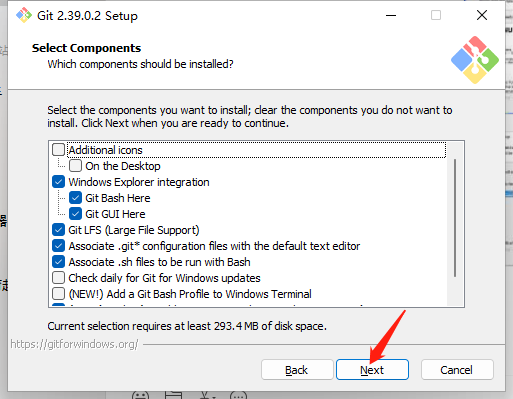 Git 2.39.0.2 Setup
Select Components
Which components should be installed?
Select the components you want to install; clear the components you do not want to
install. Click Next when you are ready to continue.
Additional icons
On the Desktop
Windows Explorer integration
Git Bash Here
Git GUI Here
Git LFS (Large File Support)
Associate .git* configuration files with the default text editor
Associate .sh files to be run with Bash
Check daily for Git for Windows updates
(NEW!) Add a Git Bash Profile to Windows Terminal
Current selection requires at least 293.4 MB of disk space.
https://gitforwindows.org/
Back
Next
Cancel